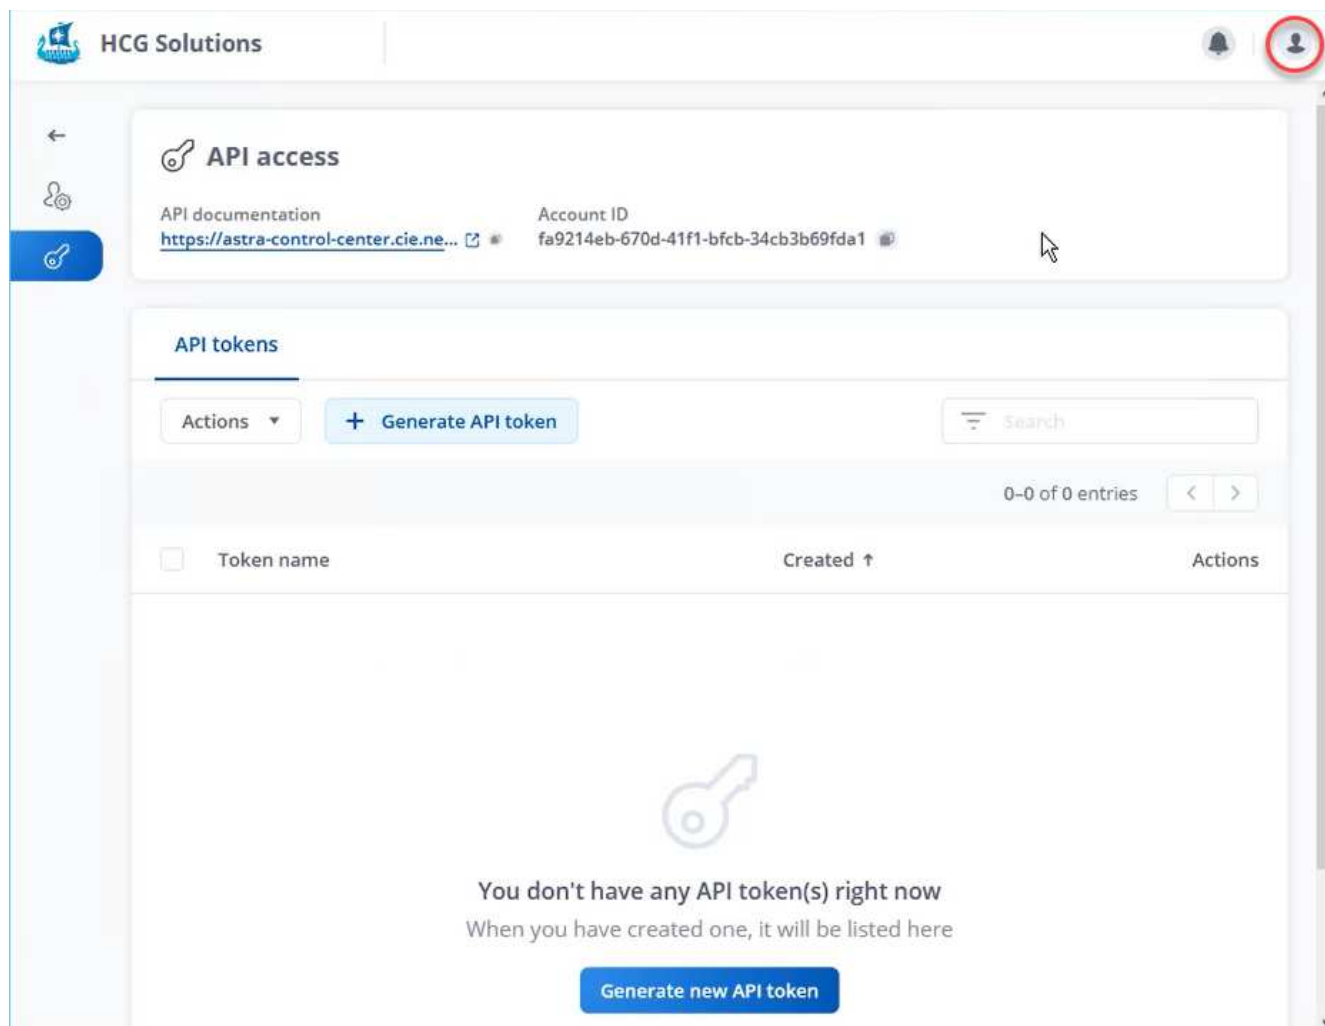 HCG Solutions
API access
API documentation
Account ID
https://astra-control-center.cie.ne...
fa9214eb-670d-41f1-bfcb-34cb3b69fda1
API tokens
Actions
+ Generate API token
Search
0–0 of 0 entries
Token name
Created ↑
Actions
You don't have any API token(s) right now
When you have created one, it will be listed here
Generate new API token